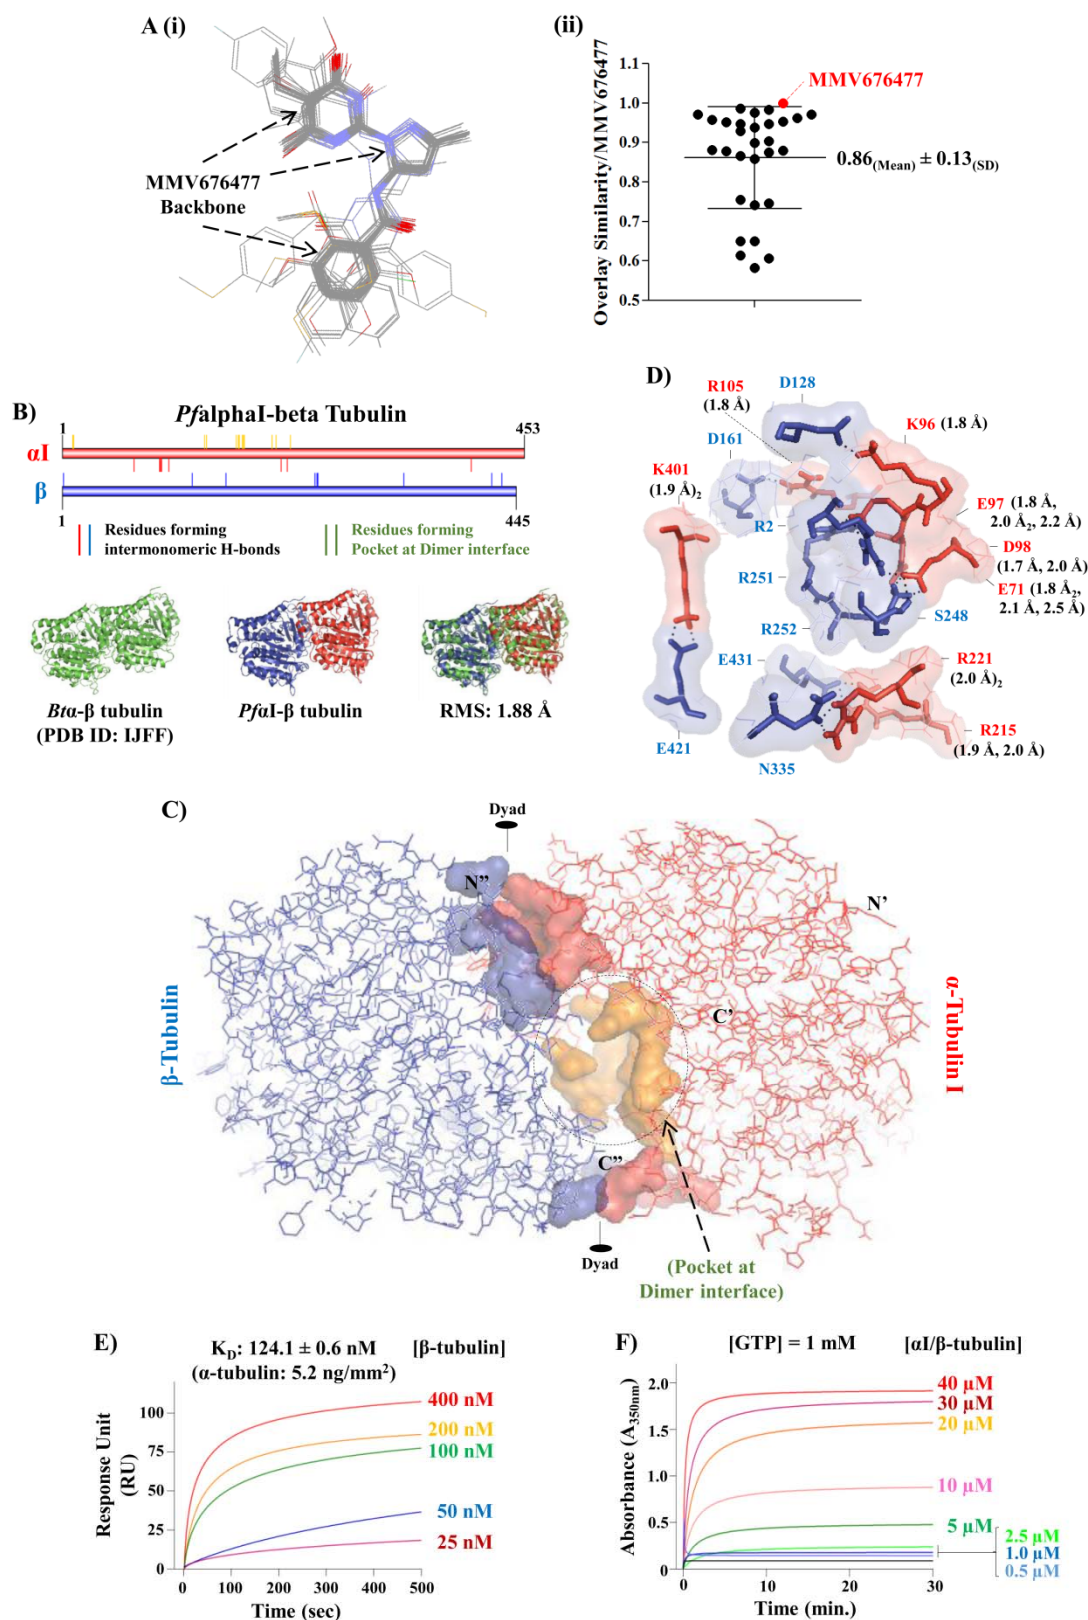 A (i)
MMV676477
Backbone
(ii)
Overlay Similarity/MMV676477
1.1
1.0
0.9
0.8
0.7
0.6
0.5
MMV676477
0.86(Mean) ± 0.13(SD)
B)
PfalphaI-beta Tubulin
1
453
αI
β
1
445
Residues forming
intermonomeric H-bonds
Residues forming
Pocket at Dimer interface
Btα-β tubulin
(PDB ID: IJFF)
PfαI-β tubulin
RMS: 1.88 Å
D)
R105
(1.8 Å)
D128
D161
K96 (1.8 Å)
K401
(1.9 Å)2
R2
E97 (1.8 Å,
2.0 Å2, 2.2 Å)
D98
(1.7 Å, 2.0 Å)
R251
E71 (1.8 Å2,
2.1 Å, 2.5 Å)
S248
R252
E431
R221
(2.0 Å)2
R215
(1.9 Å, 2.0 Å)
E421
N335
C)
Dyad
N”
N’
β-Tubulin
C’
α-Tubulin I
C”
Dyad
(Pocket at
Dimer interface)
E)
KD: 124.1 ± 0.6 nM
(α-tubulin: 5.2 ng/mm2)
[β-tubulin]
Response Unit
(RU)
100
75
50
25
0
400 nM
200 nM
100 nM
50 nM
25 nM
0
100
200
300
400
500
Time (sec)
F)
[GTP] = 1 mM
[αI/β-tubulin]
Absorbance (A350nm)
2.0
1.5
1.0
0.5
0
40 µM
30 µM
20 µM
10 µM
5 µM
2.5 µM
1.0 µM
0.5 µM
0
10
20
30
Time (min.)